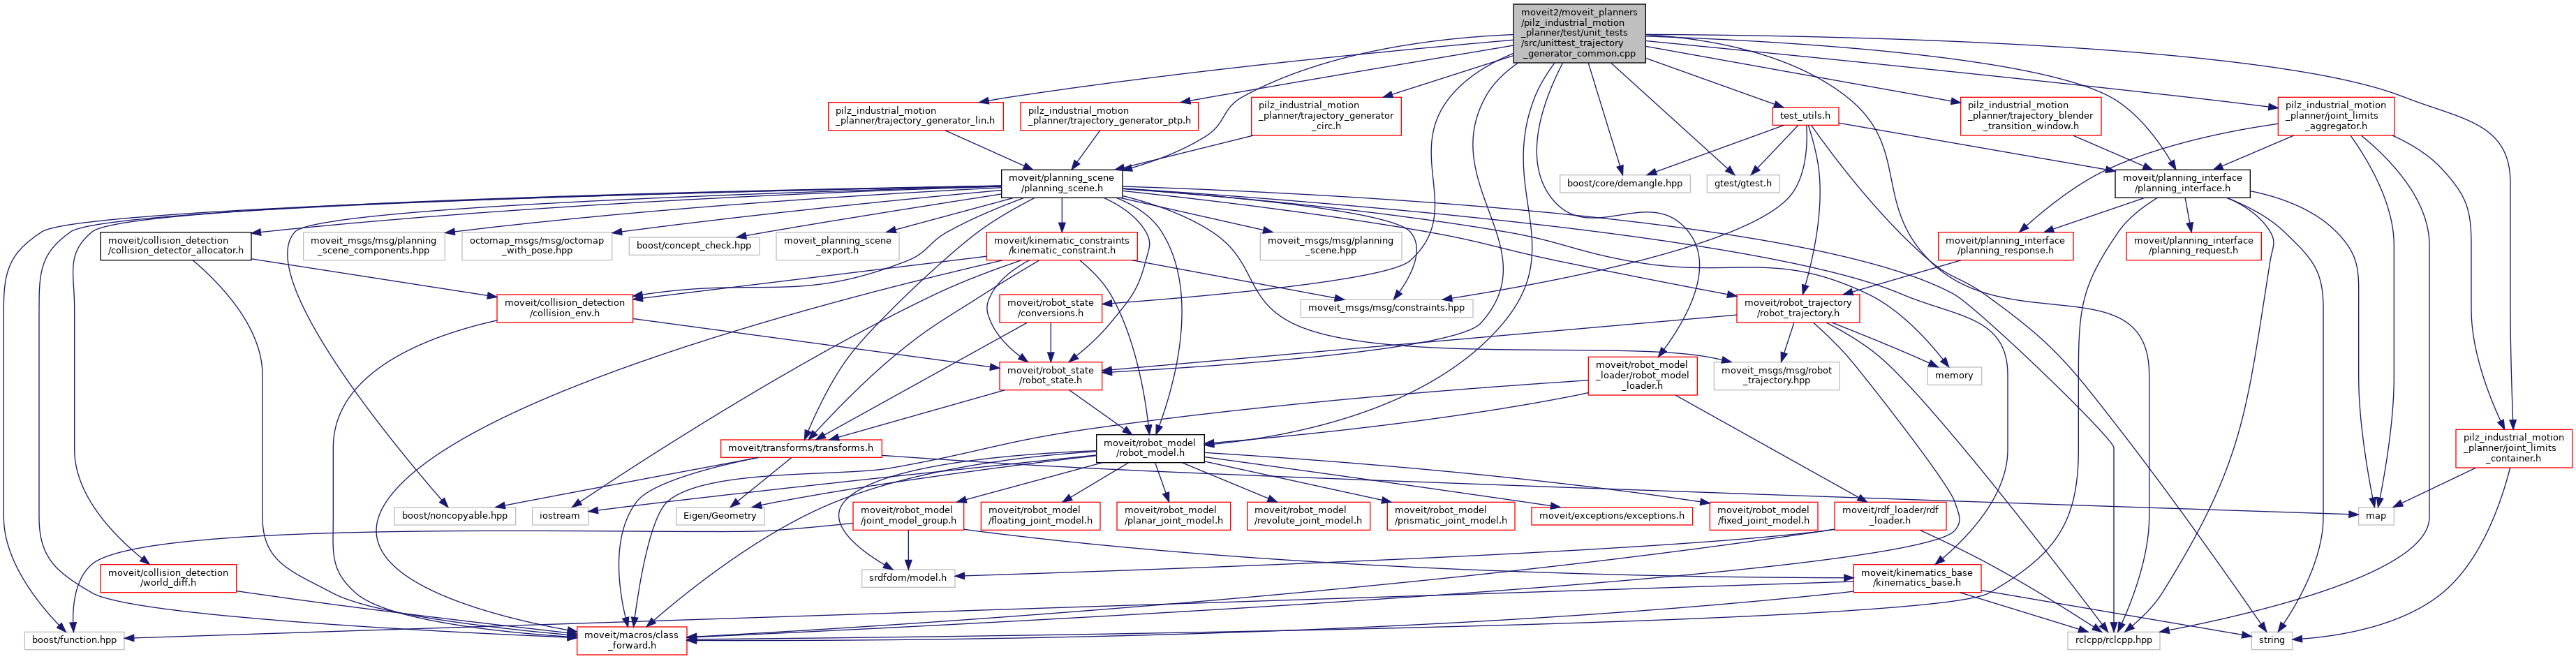 moveit2/moveit_planners
/pilz_industrial_motion
_planner/test/unit_tests
/src/unittest_trajectory
_generator_common.cpp
pilz_industrial_motion
_planner/trajectory_generator_lin.h
pilz_industrial_motion
_planner/trajectory_generator_ptp.h
pilz_industrial_motion
_planner/trajectory_generator
_circ.h
test_utils.h
pilz_industrial_motion
_planner/trajectory_blender
_transition_window.h
pilz_industrial_motion
_planner/joint_limits
_aggregator.h
moveit/planning_scene
/planning_scene.h
boost/core/demangle.hpp
gtest/gtest.h
moveit/planning_interface
/planning_interface.h
moveit/collision_detection
/collision_detector_allocator.h
moveit_msgs/msg/planning
_scene_components.hpp
octomap_msgs/msg/octomap
_with_pose.hpp
boost/concept_check.hpp
moveit_planning_scene
_export.h
moveit/kinematic_constraints
/kinematic_constraint.h
moveit_msgs/msg/planning
_scene.hpp
moveit/planning_interface
/planning_response.h
moveit/planning_interface
/planning_request.h
moveit/collision_detection
/collision_env.h
moveit/robot_state
/conversions.h
moveit_msgs/msg/constraints.hpp
moveit/robot_trajectory
/robot_trajectory.h
moveit/robot_state
/robot_state.h
moveit/robot_model
_loader/robot_model
_loader.h
moveit_msgs/msg/robot
_trajectory.hpp
memory
moveit/transforms/transforms.h
moveit/robot_model
/robot_model.h
pilz_industrial_motion
_planner/joint_limits
_container.h
boost/noncopyable.hpp
iostream
Eigen/Geometry
moveit/robot_model
/joint_model_group.h
moveit/robot_model
/floating_joint_model.h
moveit/robot_model
/planar_joint_model.h
moveit/robot_model
/revolute_joint_model.h
moveit/robot_model
/prismatic_joint_model.h
moveit/exceptions/exceptions.h
moveit/robot_model
/fixed_joint_model.h
moveit/rdf_loader/rdf
_loader.h
map
moveit/collision_detection
/world_diff.h
srdfdom/model.h
moveit/kinematics_base
/kinematics_base.h
boost/function.hpp
moveit/macros/class
_forward.h
rclcpp/rclcpp.hpp
string